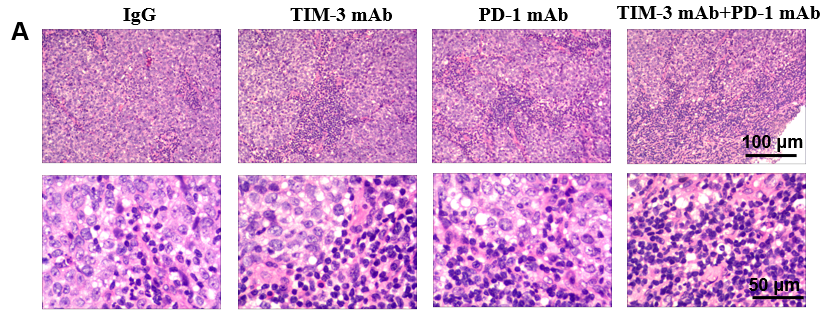 A
IgG
TIM-3 mAb
PD-1 mAb
TIM-3 mAb+PD-1 mAb
100 μm
50 μm